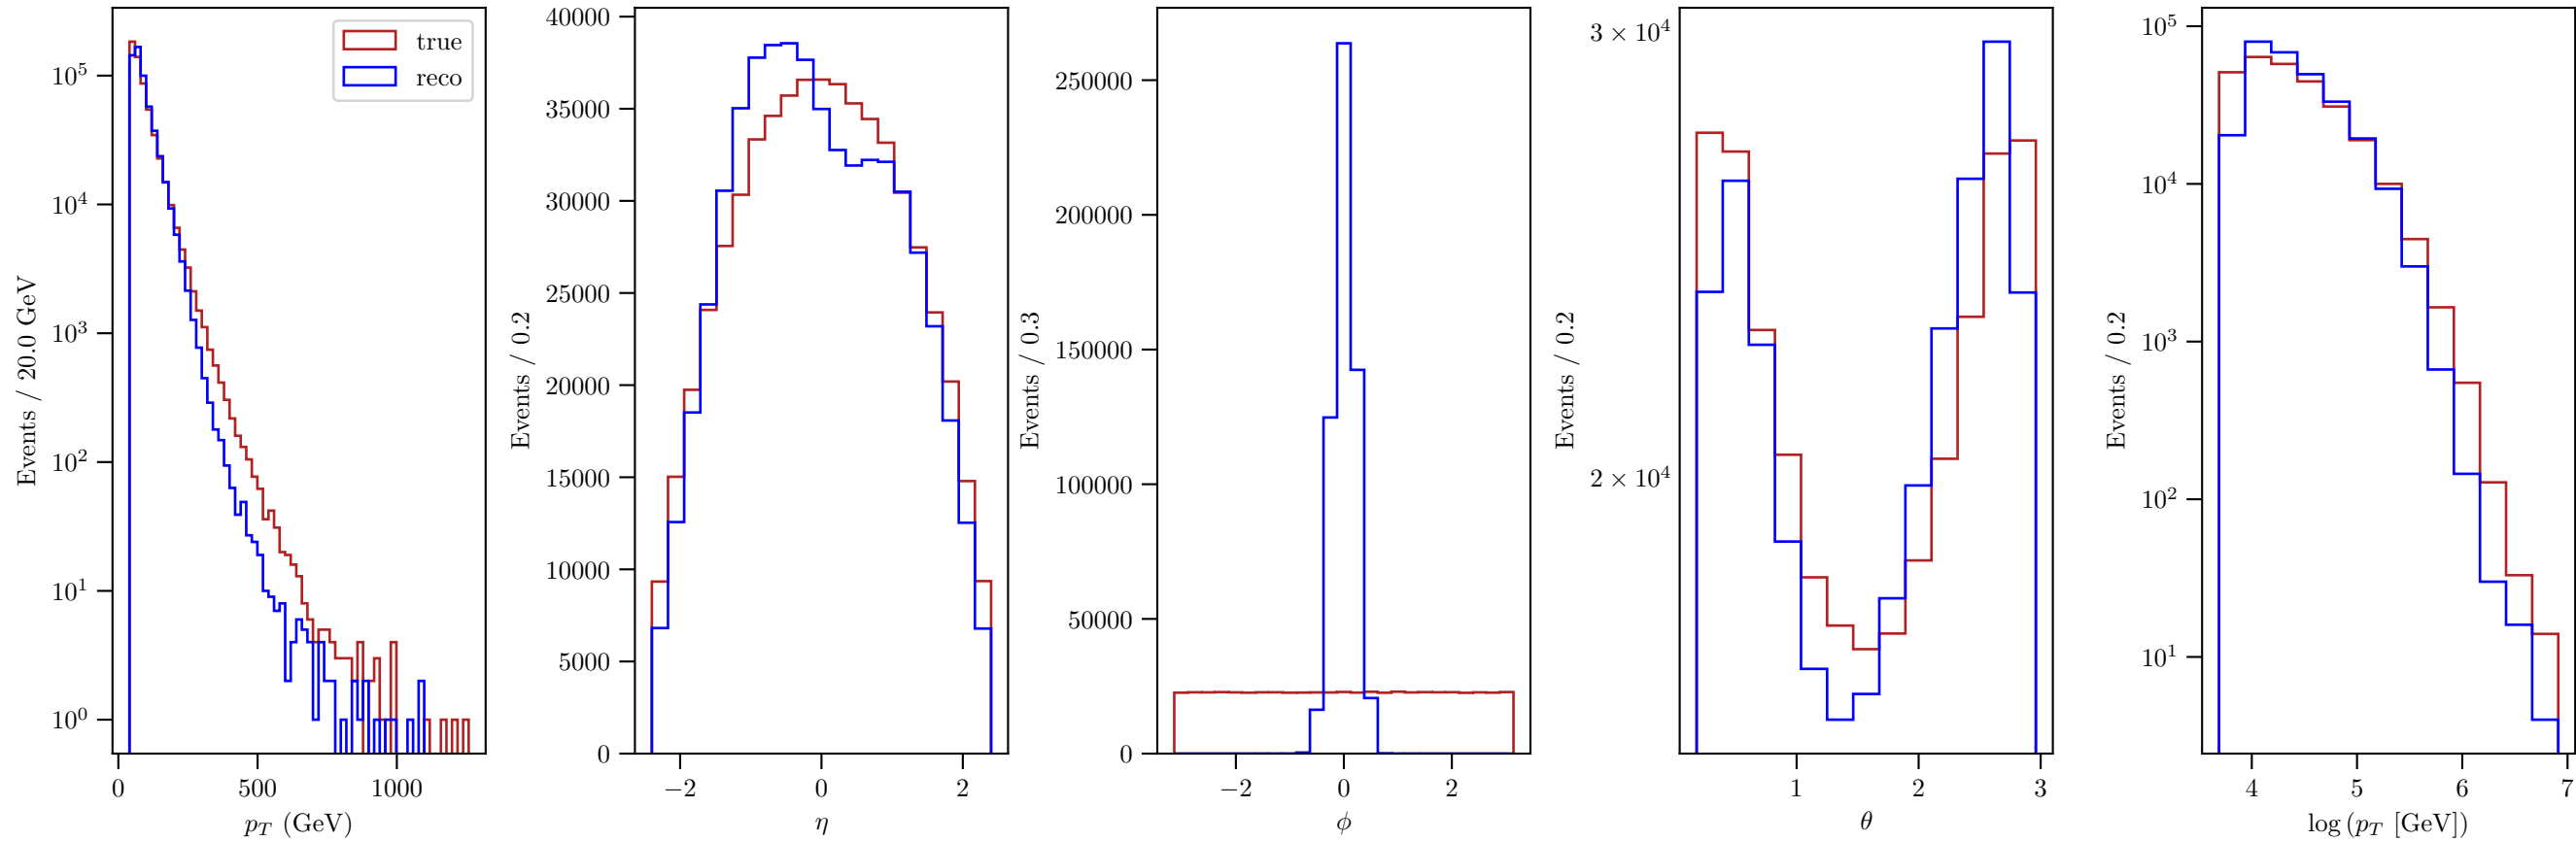 true
reco
Events / 20.0 GeV
10^5
10^4
10^3
10^2
10^1
10^0
0 500 1000
p_T (GeV)
Events / 0.2
40000
35000
30000
25000
20000
15000
10000
5000
0
−2 0 2
η
Events / 0.3
250000
200000
150000
100000
50000
0
−2 0 2
ϕ
Events / 0.2
3 × 10^4
2 × 10^4
1 2 3
θ
Events / 0.2
10^5
10^4
10^3
10^2
10^1
4 5 6 7
log (p_T [GeV])